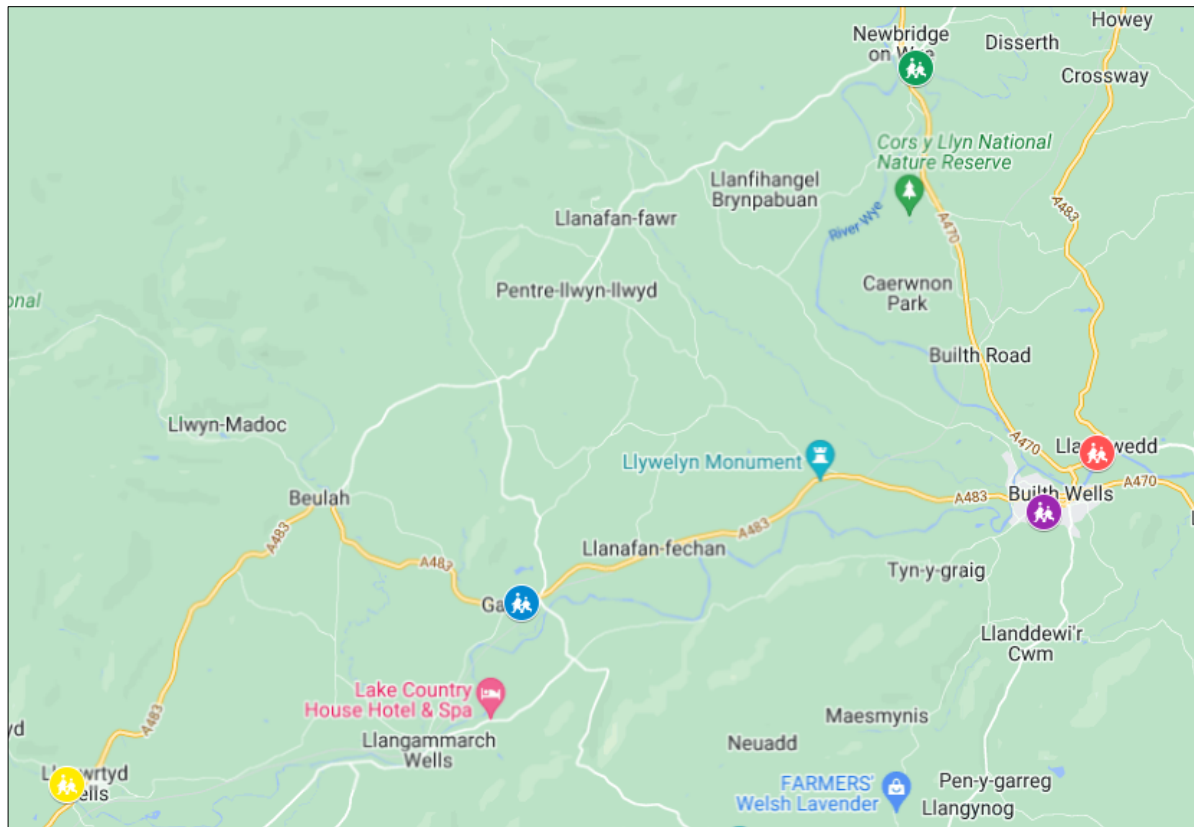 Howey
Newbridge
on
Disserth
Crossway
Cors y Llyn National
Nature Reserve
Llanfihangel
Brynpabuan
Llanafan-fawr
River Wye
A470
A483
Pentre-llwyn-llwyd
Caerwnon
Park
onal
Builth Road
Llwyn-Madoc
A470
Llywelyn Monument
A470
Beulah
A483
Builth Wells
A483
A483
Llanafan-fechan
A483
Tyn-y-graig
Llanddewi'r
Cwm
Lake Country
House Hotel & Spa
A483
Maesmynis
yd
Llangammarch
Wells
Neuadd
FARMERS'
Welsh Lavender
Pen-y-garreg
Llangynog